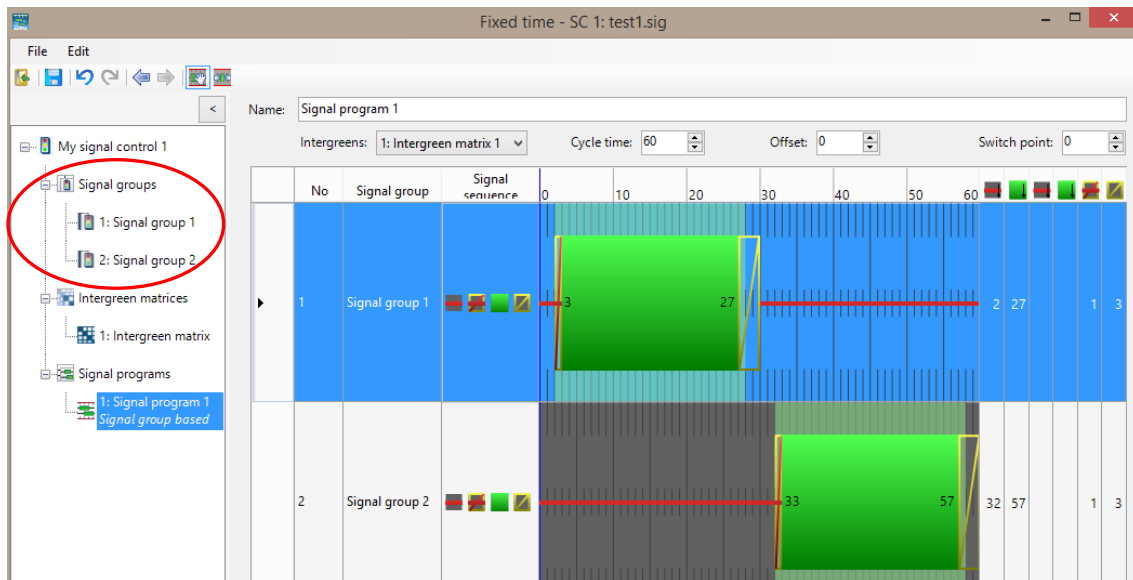 Fixed time - SC 1: test1.sig
File Edit
<
Name: Signal program 1
Intergreens: 1: Intergreen matrix 1 Cycle time: 60 Offset: 0 Switch point: 0
My signal control 1
Signal groups
1: Signal group 1
2: Signal group 2
Intergreen matrices
1: Intergreen matrix
Signal programs
1: Signal program 1
Signal group based
No Signal group Signal sequence 0 10 20 30 40 50 60
1 Signal group 1 3 27 2 27 1 3
2 Signal group 2 33 57 32 57 1 3